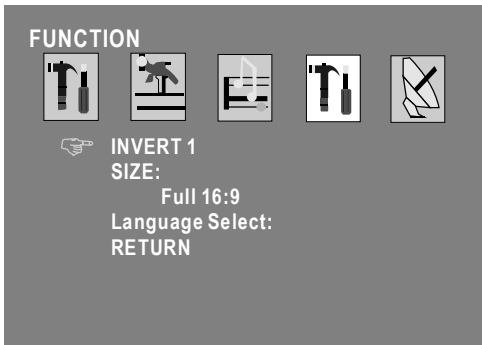 FUNCTION
INVERT 1
SIZE:
Full 16:9
Language Select:
RETURN